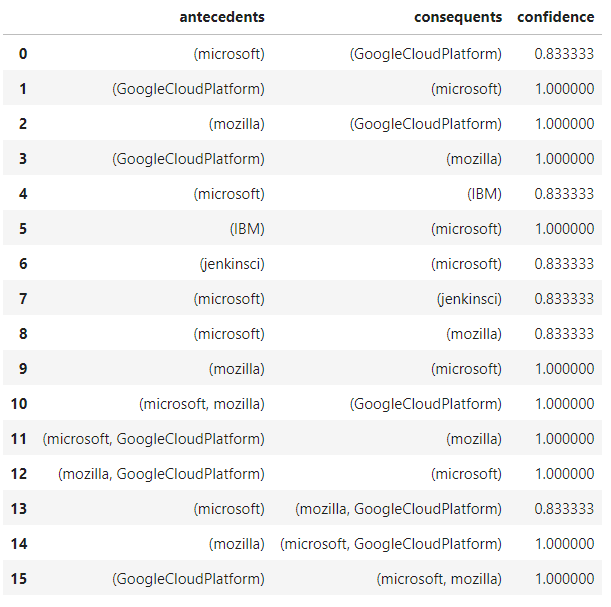 antecedents consequents confidence
0 (microsoft) (GoogleCloudPlatform) 0.833333
1 (GoogleCloudPlatform) (microsoft) 1.000000
2 (mozilla) (GoogleCloudPlatform) 1.000000
3 (GoogleCloudPlatform) (mozilla) 1.000000
4 (microsoft) (IBM) 0.833333
5 (IBM) (microsoft) 1.000000
6 (jenkinsci) (microsoft) 0.833333
7 (microsoft) (jenkinsci) 0.833333
8 (microsoft) (mozilla) 0.833333
9 (mozilla) (microsoft) 1.000000
10 (microsoft, mozilla) (GoogleCloudPlatform) 1.000000
11 (microsoft, GoogleCloudPlatform) (mozilla) 1.000000
12 (mozilla, GoogleCloudPlatform) (microsoft) 1.000000
13 (microsoft) (mozilla, GoogleCloudPlatform) 0.833333
14 (mozilla) (microsoft, GoogleCloudPlatform) 1.000000
15 (GoogleCloudPlatform) (microsoft, mozilla) 1.000000